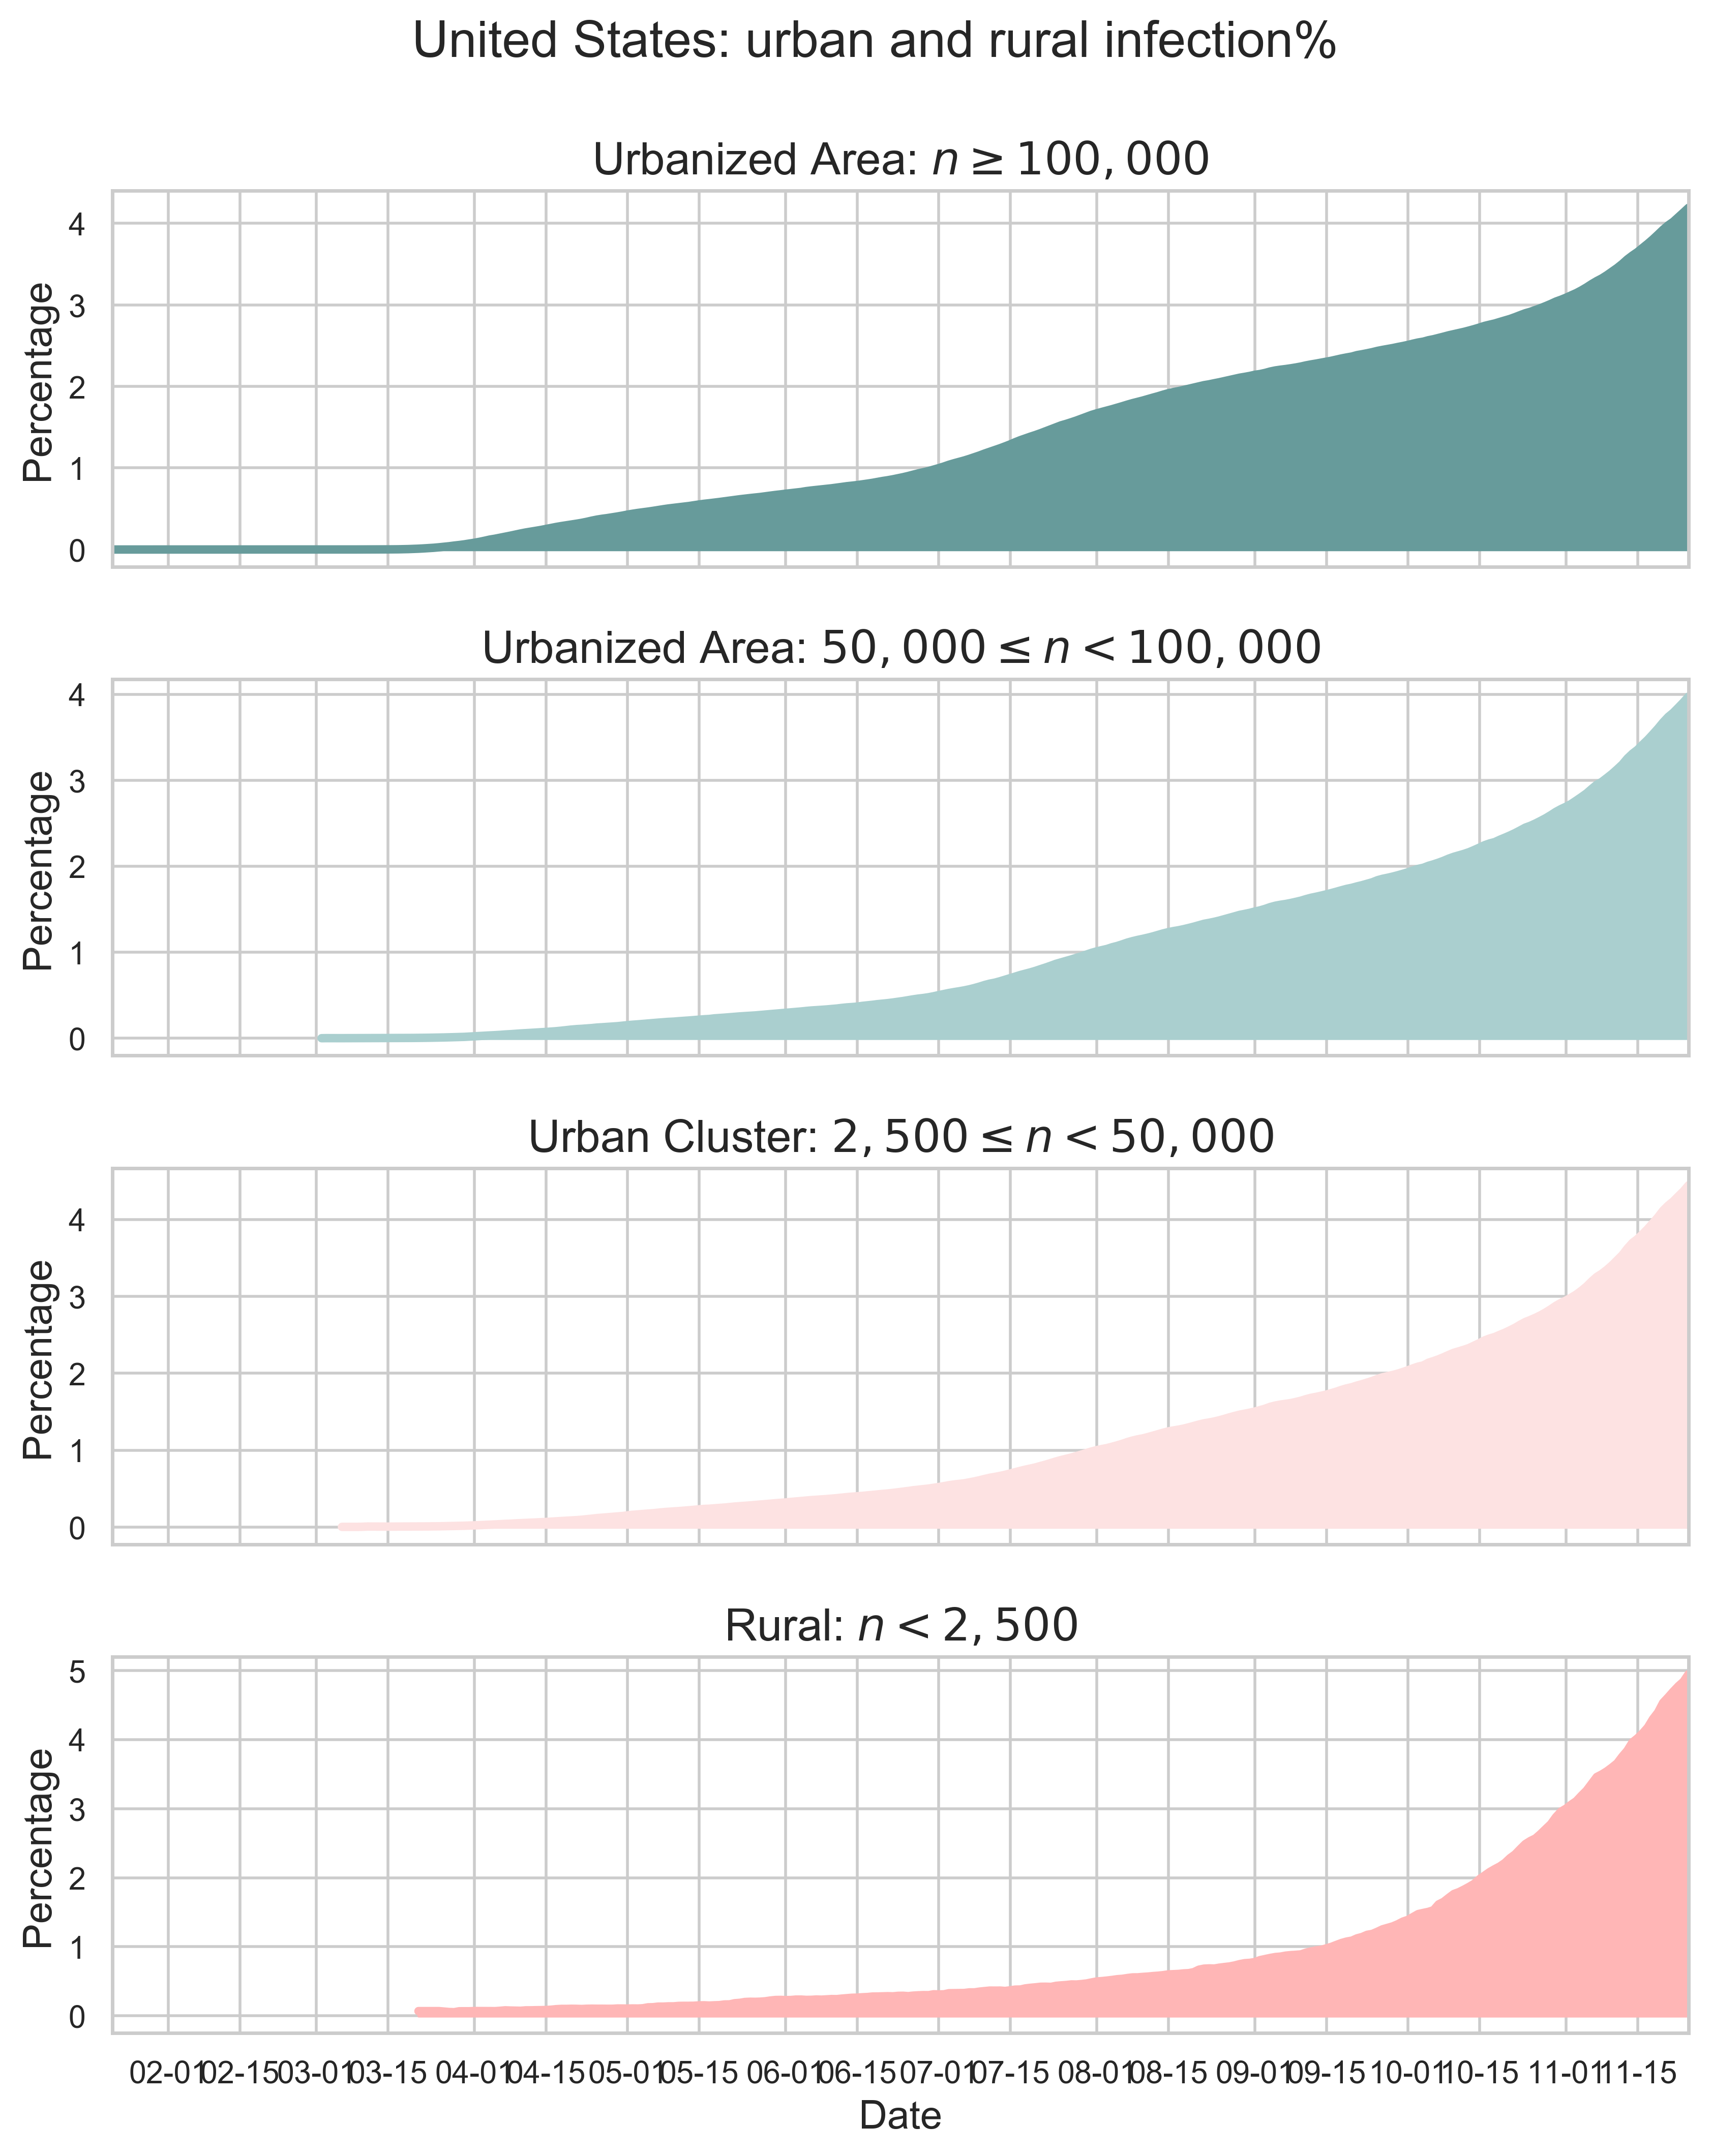 United States: urban and rural infection%
Urbanized Area: n ≥ 100, 000
4
3
2
1
0
Percentage
Urbanized Area: 50, 000 ≤ n < 100, 000
4
3
2
1
0
Percentage
Urban Cluster: 2, 500 ≤ n < 50, 000
4
3
2
1
0
Percentage
Rural: n < 2, 500
5
4
3
2
1
0
Percentage
02-01 02-15 03-01 03-15 04-01 04-15 05-01 05-15 06-01 06-15 07-01 07-15 08-01 08-15 09-01 09-15 10-01 10-15 11-01 11-15
Date